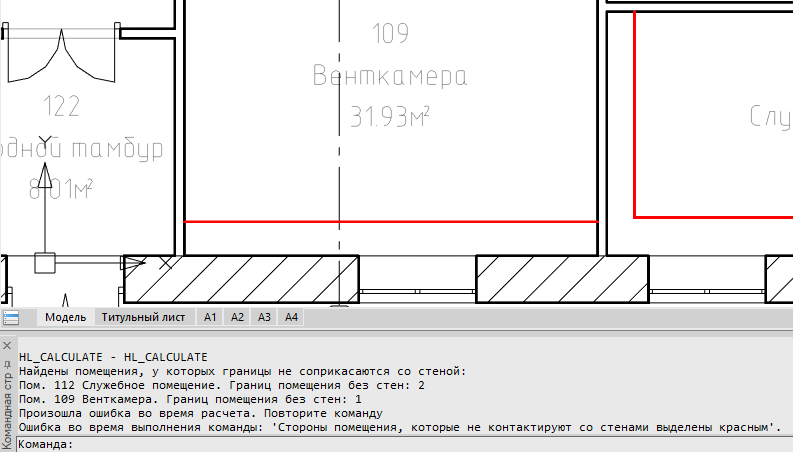 109
Венткамера
31.93м²
122
одной тамбур
8.01м²
Слу
Y
X
Модель
Титульный лист
A1
A2
A3
A4
Командная стр
HL_CALCULATE - HL_CALCULATE
Найдены помещения, у которых границы не соприкасаются со стеной:
Пом. 112 Служебное помещение. Границ помещения без стен: 2
Пом. 109 Венткамера. Границ помещения без стен: 1
Произошла ошибка во время расчета. Повторите команду
Ошибка во время выполнения команды: 'Стороны помещения, которые не контактируют со стенами выделены красным'.
Команда: